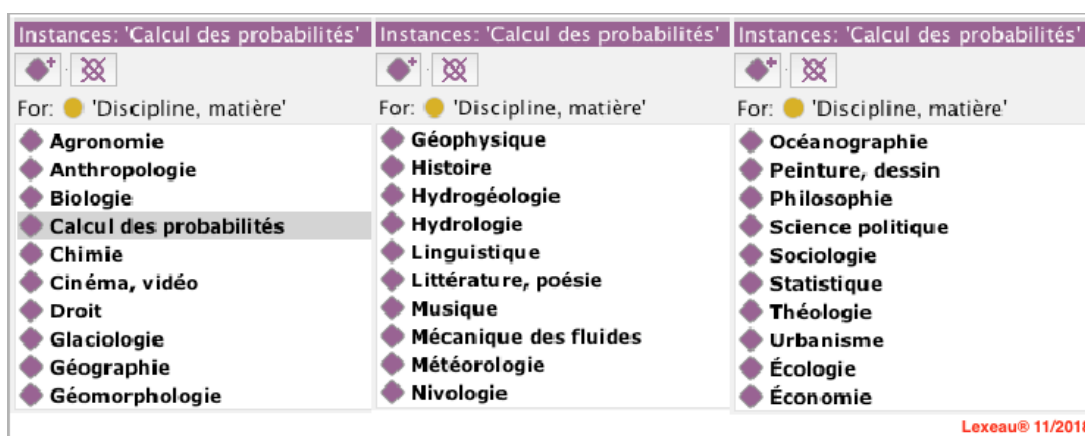 Instances: 'Calcul des probabilités'
For: 'Discipline, matière'
Agronomie
Anthropologie
Biologie
Calcul des probabilités
Chimie
Cinéma, vidéo
Droit
Glaciologie
Géographie
Géomorphologie
Instances: 'Calcul des probabilités'
For: 'Discipline, matière'
Géophysique
Histoire
Hydrogéologie
Hydrologie
Linguistique
Littérature, poésie
Musique
Mécanique des fluides
Météorologie
Nivologie
Instances: 'Calcul des probabilités'
For: 'Discipline, matière'
Océanographie
Peinture, dessin
Philosophie
Science politique
Sociologie
Statistique
Théologie
Urbanisme
Écologie
Économie
Lexeau® 11/2018